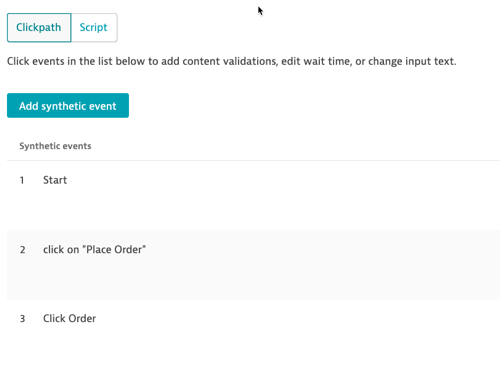 Clickpath Script
Click events in the list below to add content validations, edit wait time, or change input text.
Add synthetic event
Synthetic events
1 Start
2 click on "Place Order"
3 Click Order